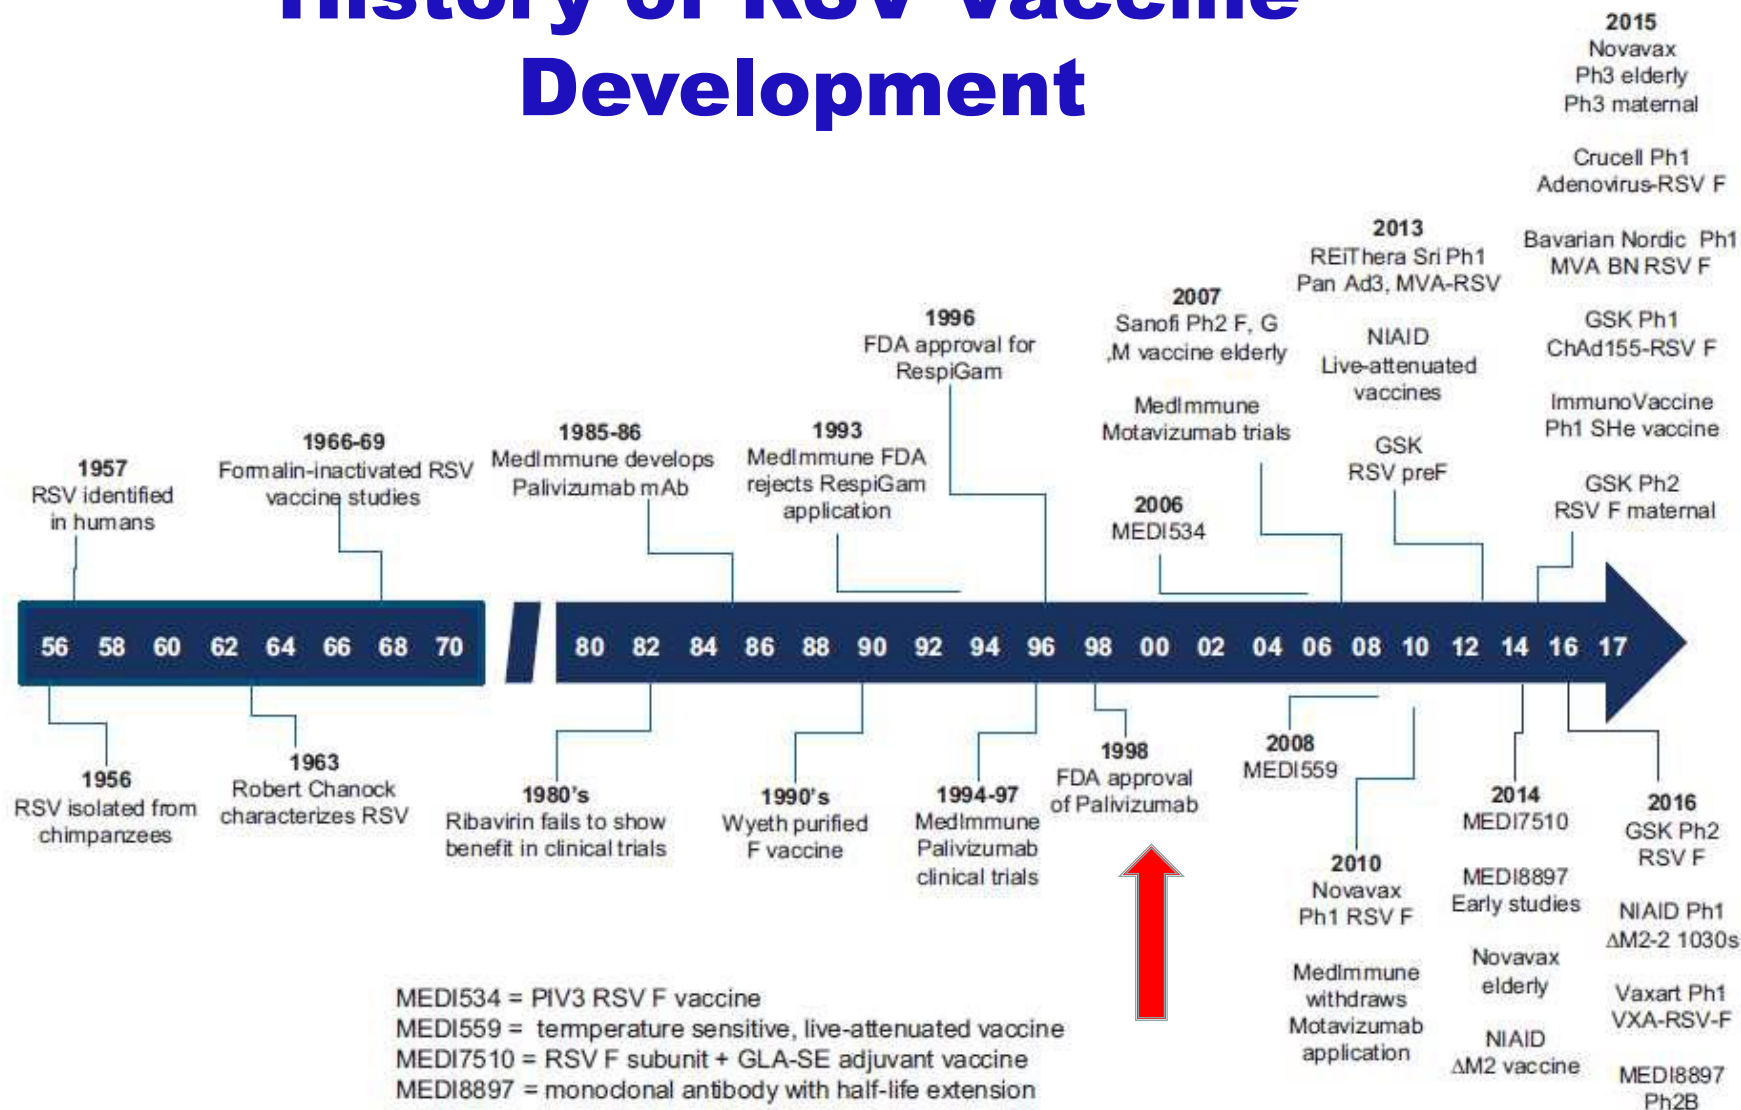 History of RSV Vaccine
Development
1957
RSV identified
in humans
1966-69
Formalin-inactivated RSV
vaccine studies
1985-86
MedImmune develops
Palivizumab mAb
1993
MedImmune FDA
rejects RespiGam
application
1996
FDA approval for
RespiGam
2006
MEDI534
2007
Sanofi Ph2 F, G
,M vaccine elderly
MedImmune
Motavizumab trials
2013
REiThera Sri Ph1
Pan Ad3, MVA-RSV
NIAID
Live-attenuated
vaccines
GSK
RSV preF
2015
Novavax
Ph3 elderly
Ph3 maternal
Crucell Ph1
Adenovirus-RSV F
Bavarian Nordic Ph1
MVA BN RSV F
GSK Ph1
ChAd155-RSV F
ImmunoVaccine
Ph1 SHe vaccine
GSK Ph2
RSV F maternal
56 58 60 62 64 66 68 70 80 82 84 86 88 90 92 94 96 98 00 02 04 06 08 10 12 14 16 17
1956
RSV isolated from
chimpanzees
1963
Robert Chanock
characterizes RSV
1980's
Ribavirin fails to show
benefit in clinical trials
1990's
Wyeth purified
F vaccine
1994-97
MedImmune
Palivizumab
clinical trials
1998
FDA approval
of Palivizumab
2008
MEDI559
2010
Novavax
Ph1 RSV F
MedImmune
withdraws
Motavizumab
application
2014
MEDI7510
MEDI8897
Early studies
Novavax
elderly
NIAID
ΔM2 vaccine
2016
GSK Ph2
RSV F
NIAID Ph1
ΔM2-2 1030s
Vaxart Ph1
VXA-RSV-F
MEDI8897
Ph2B
MEDI534 = PIV3 RSV F vaccine
MEDI559 = termperature sensitive, live-attenuated vaccine
MEDI7510 = RSV F subunit + GLA-SE adjuvant vaccine
MEDI8897 = monoclonal antibody with half-life extension